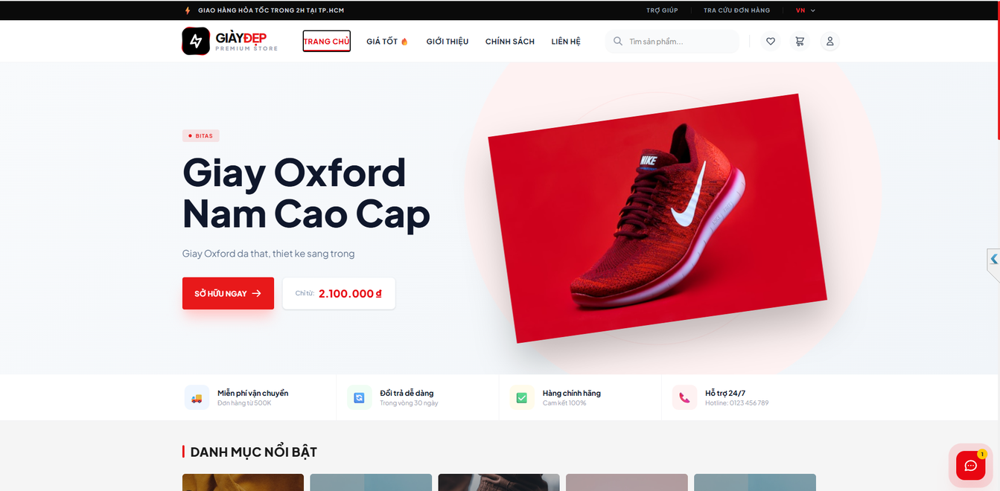 GIAO HÀNG HỎA TỐC TRONG 2H TẠI TP.HCM
TRỢ GIÚP
TRA CỨU ĐƠN HÀNG
VN
GIÀYĐẸP
PREMIUM STORE
TRANG CHỦ
GIÁ TỐT 🔥
GIỚI THIỆU
CHÍNH SÁCH
LIÊN HỆ
Tìm sản phẩm...
BITAS
Giay Oxford
Nam Cao Cap
Giay Oxford da that, thiet ke sang trong
SỞ HỮU NGAY →
Chỉ từ: 2.100.000 ₫
NIKE
Miễn phí vận chuyển
Đơn hàng từ 500K
Đổi trả dễ dàng
Trong vòng 30 ngày
Hàng chính hãng
Cam kết 100%
Hỗ trợ 24/7
Hotline: 0123 456 789
DANH MỤC NỔI BẬT
1